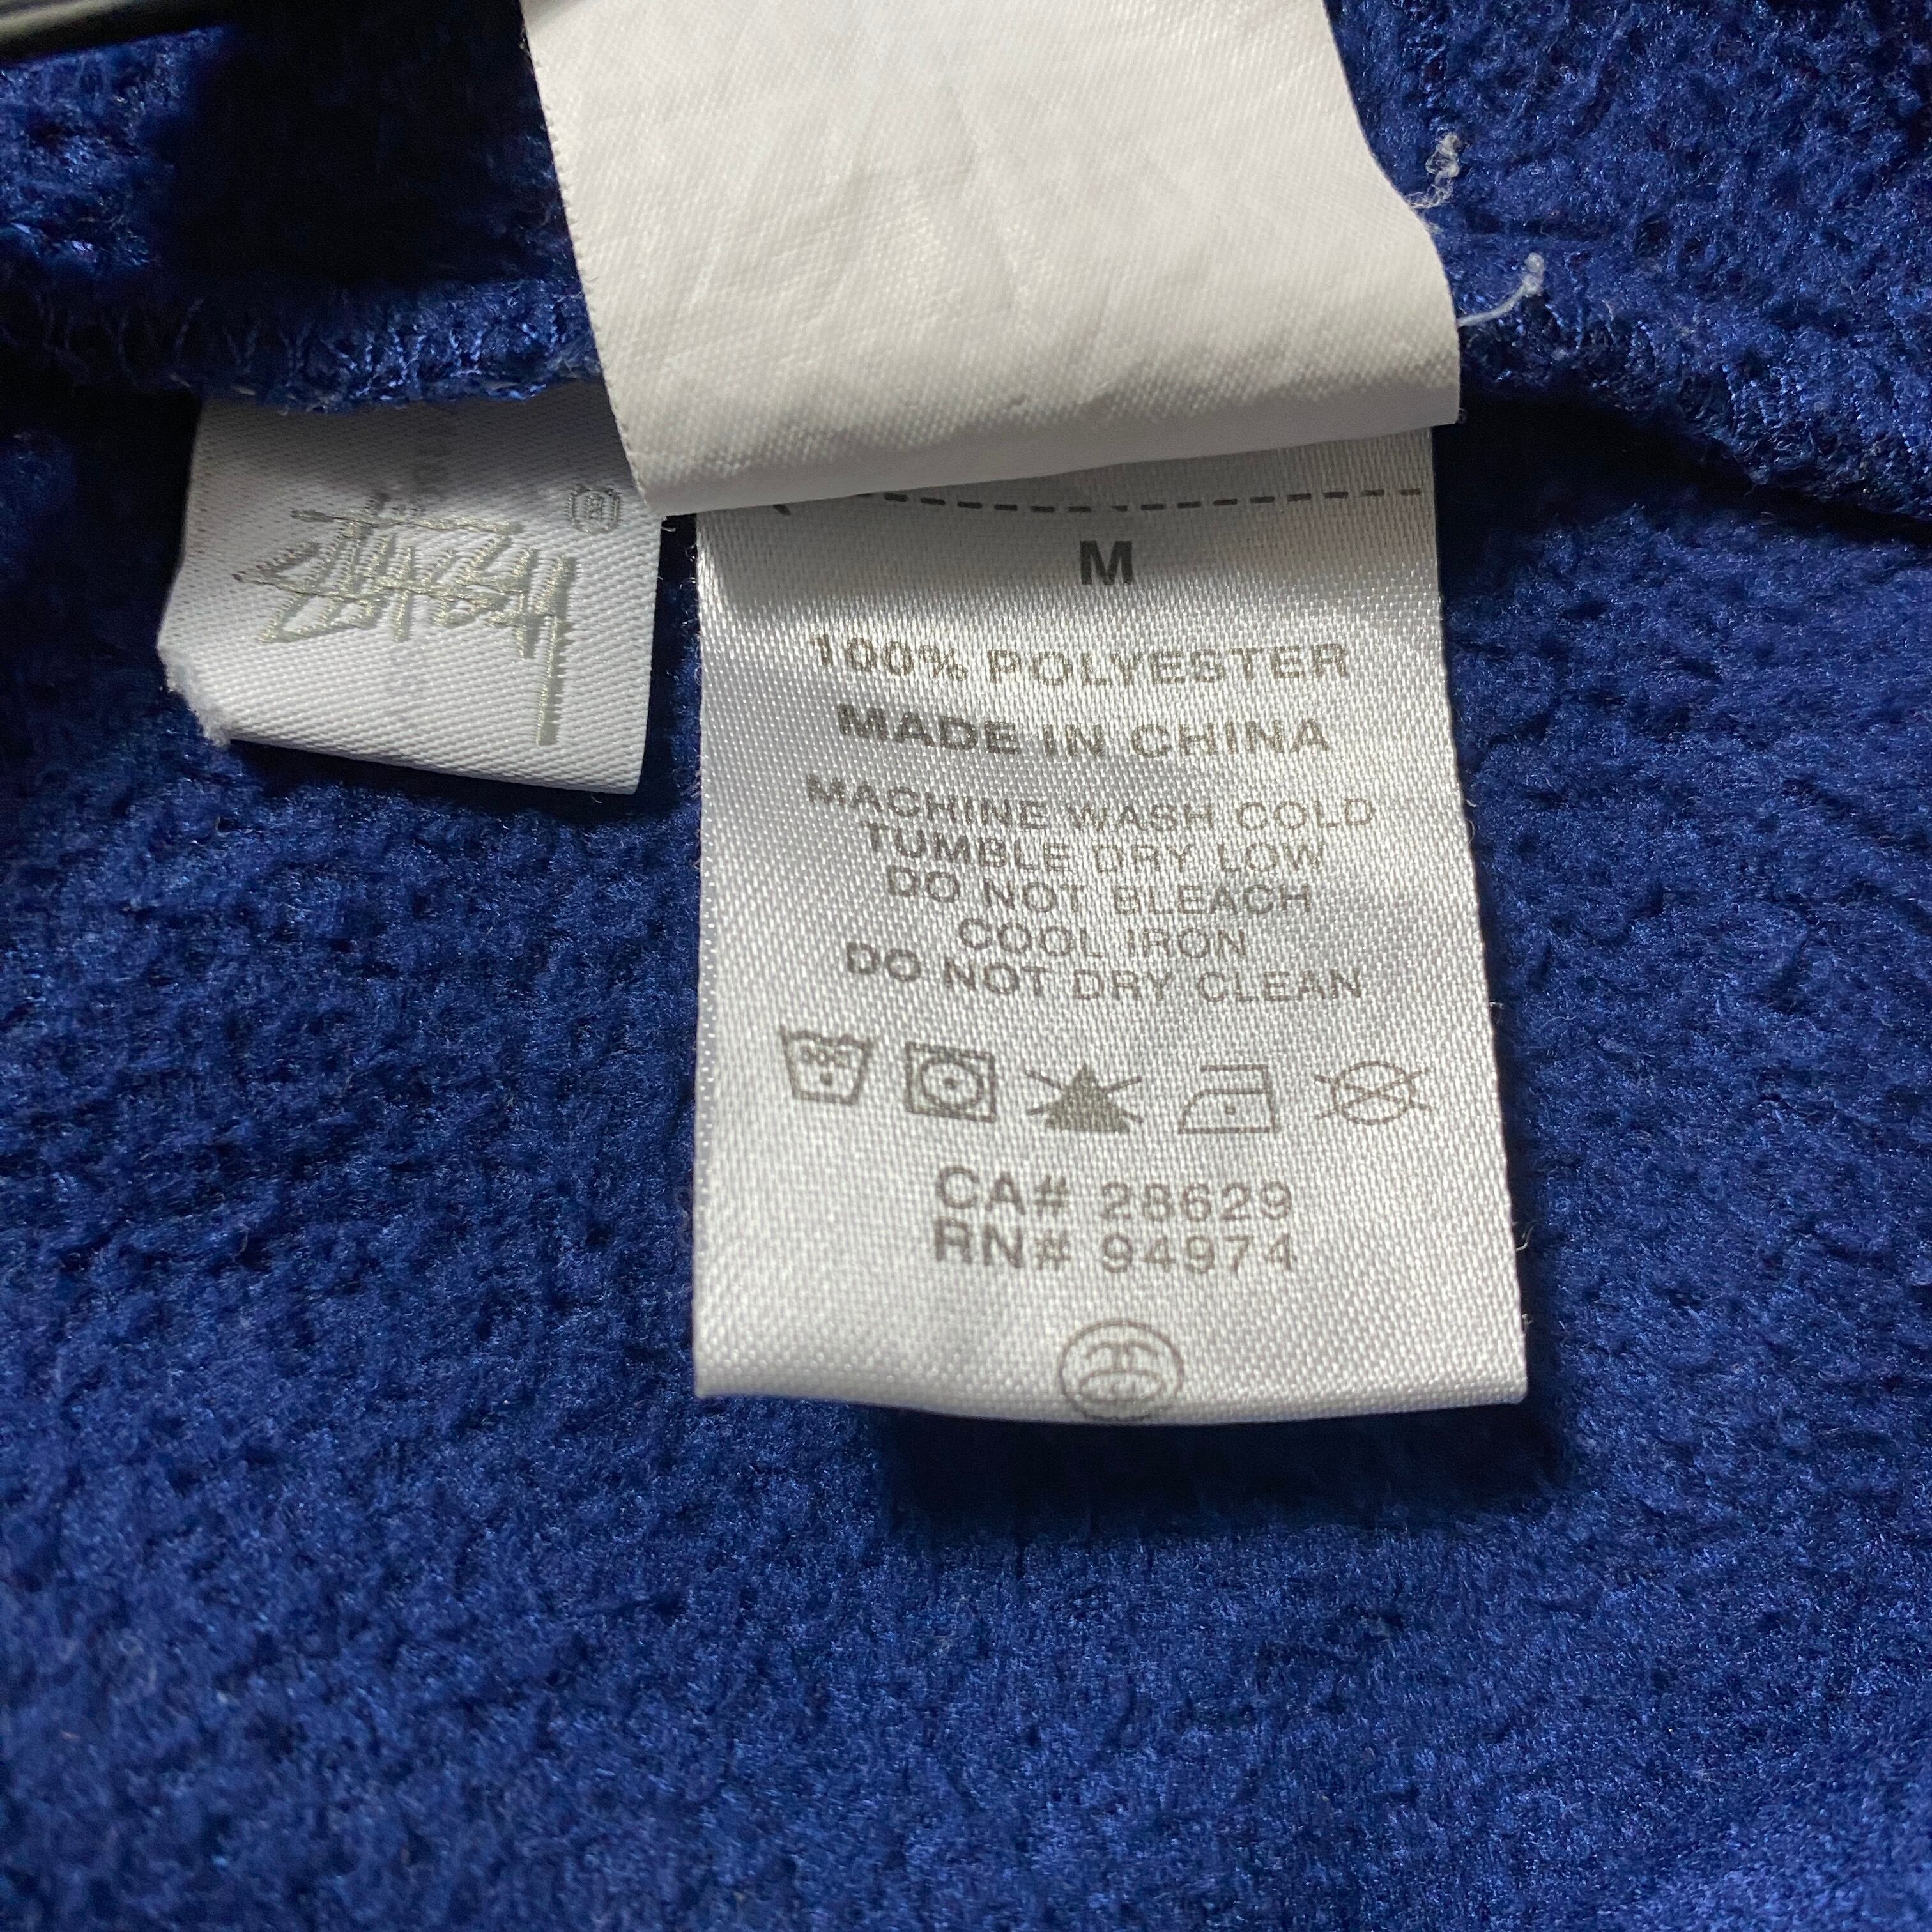 Stüssy
M
100% POLYESTER
MADE IN CHINA
MACHINE WASH COLD
TUMBLE DRY LOW
DO NOT BLEACH
COOL IRON
DO NOT DRY CLEAN
CA# 28629
RN# 94974